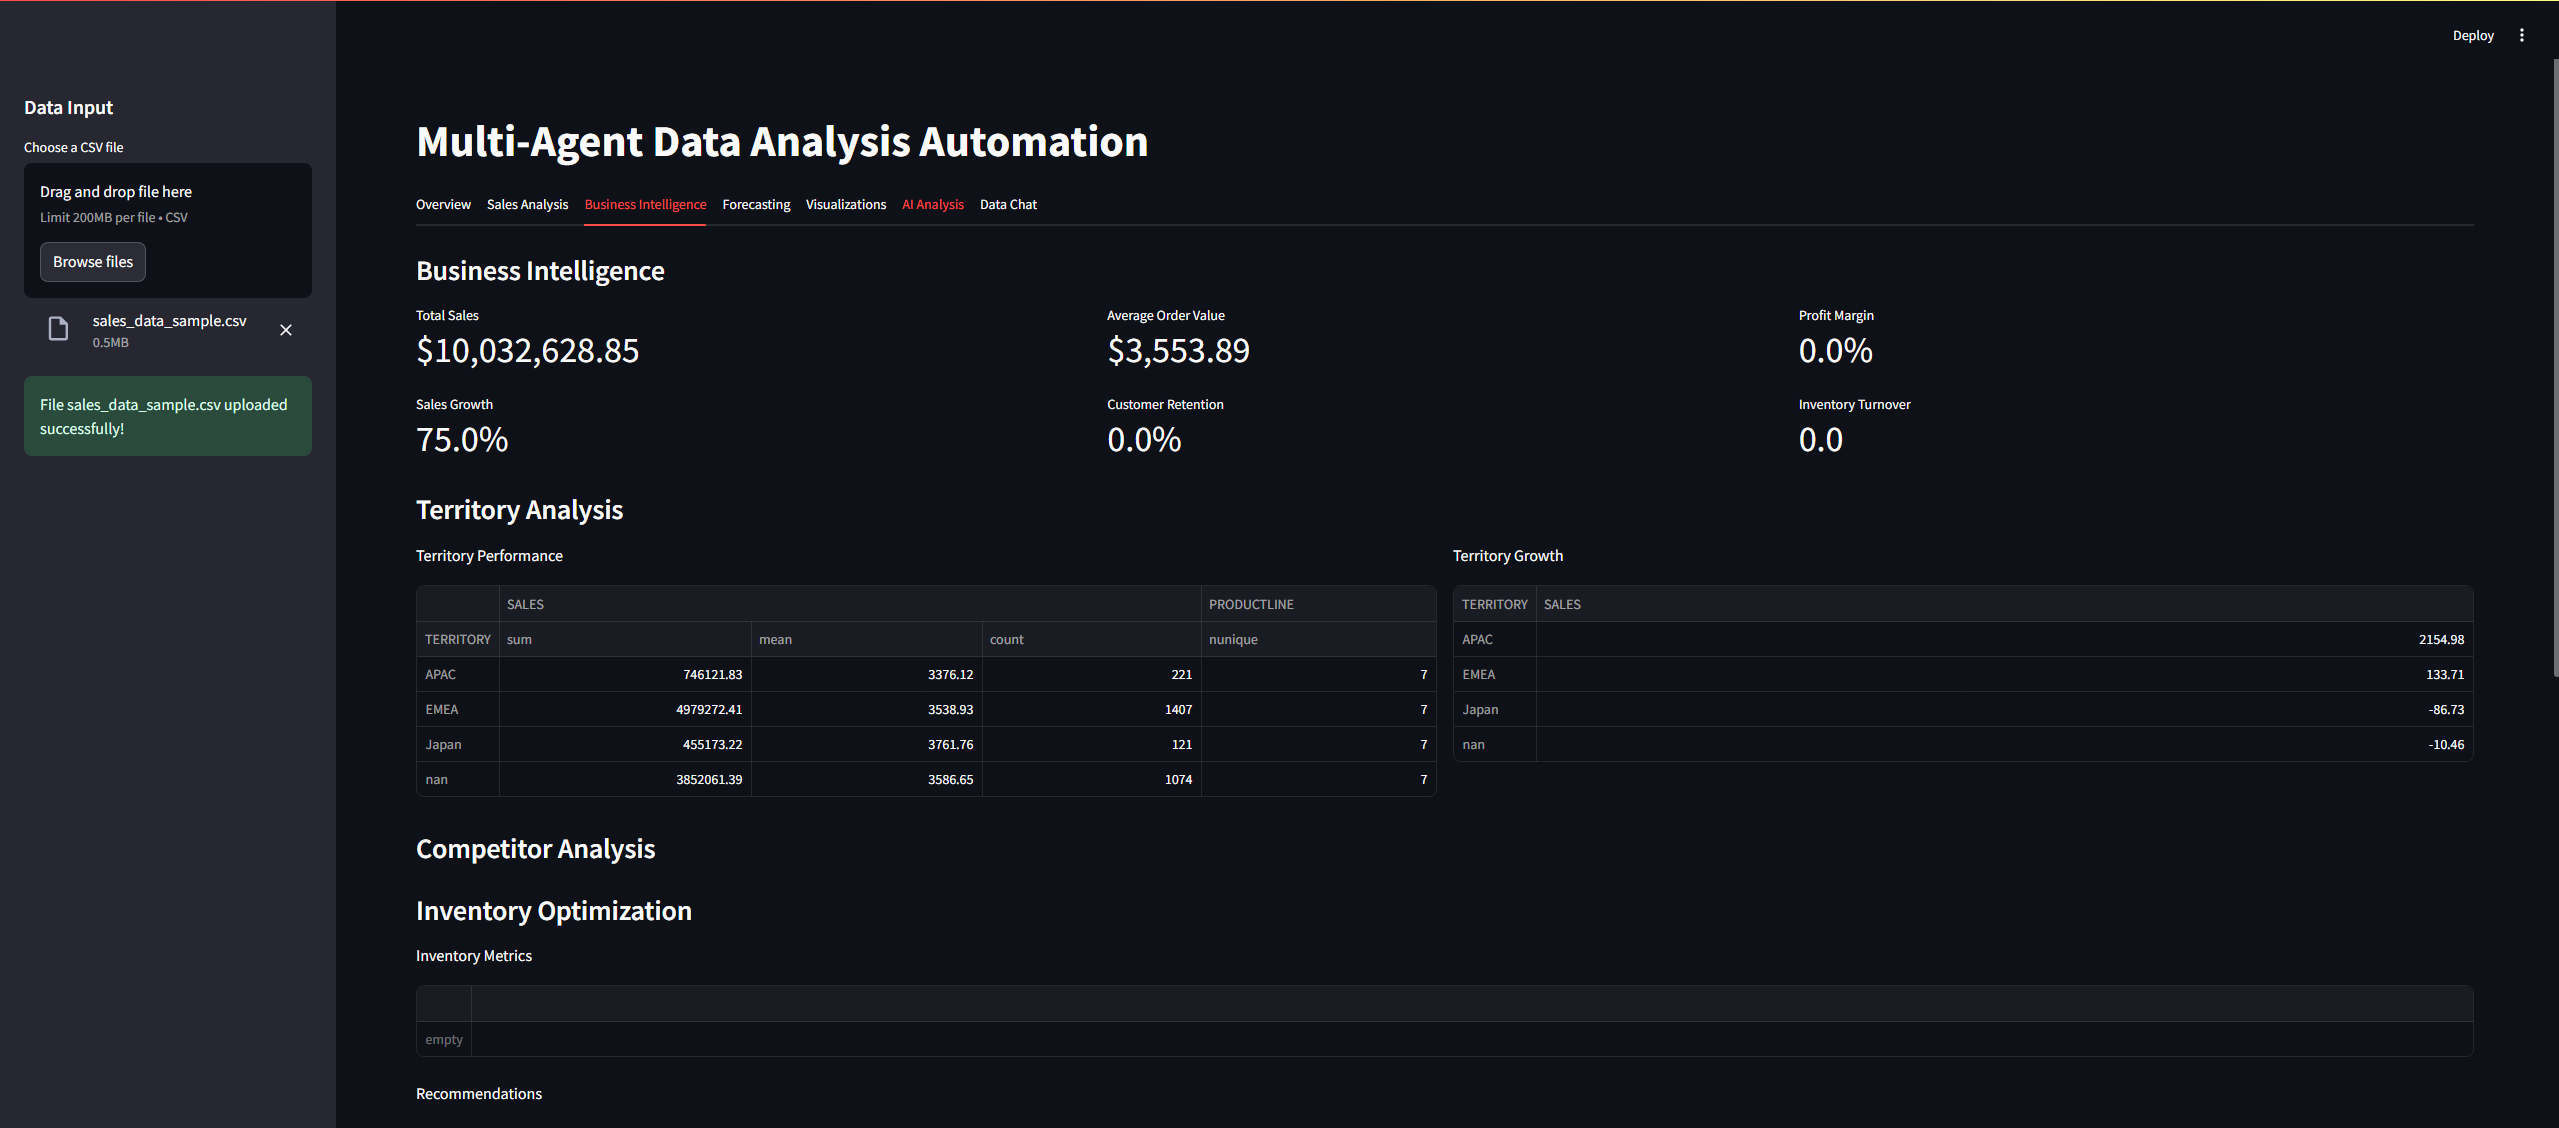 Deploy
Data Input
Choose a CSV file
Drag and drop file here
Limit 200MB per file • CSV
Browse files
sales_data_sample.csv
0.5MB
File sales_data_sample.csv uploaded
successfully!
Multi-Agent Data Analysis Automation
Overview Sales Analysis Business Intelligence Forecasting Visualizations AI Analysis Data Chat
Business Intelligence
Total Sales Average Order Value Profit Margin
$10,032,628.85 $3,553.89 0.0%
Sales Growth Customer Retention Inventory Turnover
75.0% 0.0% 0.0
Territory Analysis
Territory Performance
SALES PRODUCTLINE
TERRITORY sum mean count nunique
APAC 746121.83 3376.12 221 7
EMEA 4979272.41 3538.93 1407 7
Japan 455173.22 3761.76 121 7
nan 3852061.39 3586.65 1074 7
Territory Growth
TERRITORY SALES
APAC 2154.98
EMEA 133.71
Japan -86.73
nan -10.46
Competitor Analysis
Inventory Optimization
Inventory Metrics
empty
Recommendations